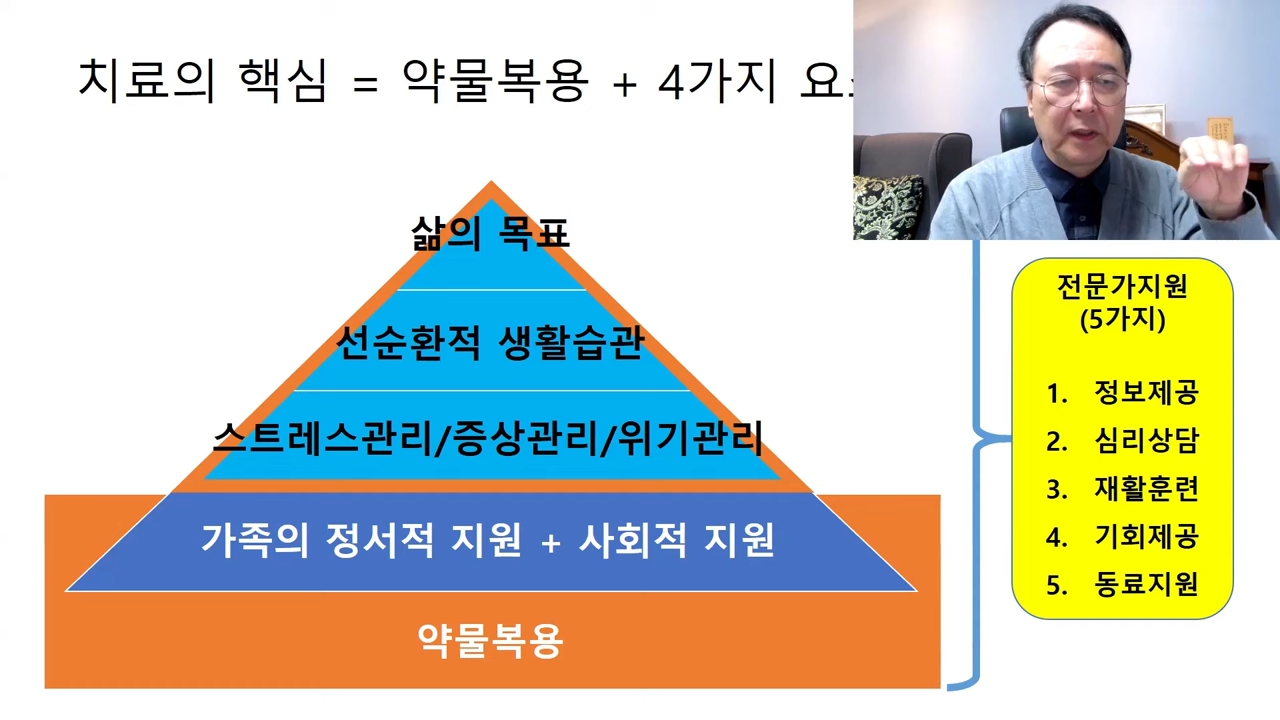 치료의 핵심 = 약물복용 + 4가지
삶의 목표
선순환적 생활습관
스트레스관리/증상관리/위기관리
가족의 정서적 지원 + 사회적 지원
약물복용
전문가지원
(5가지)
1. 정보제공
2. 심리상담
3. 재활훈련
4. 기회제공
5. 동료지원